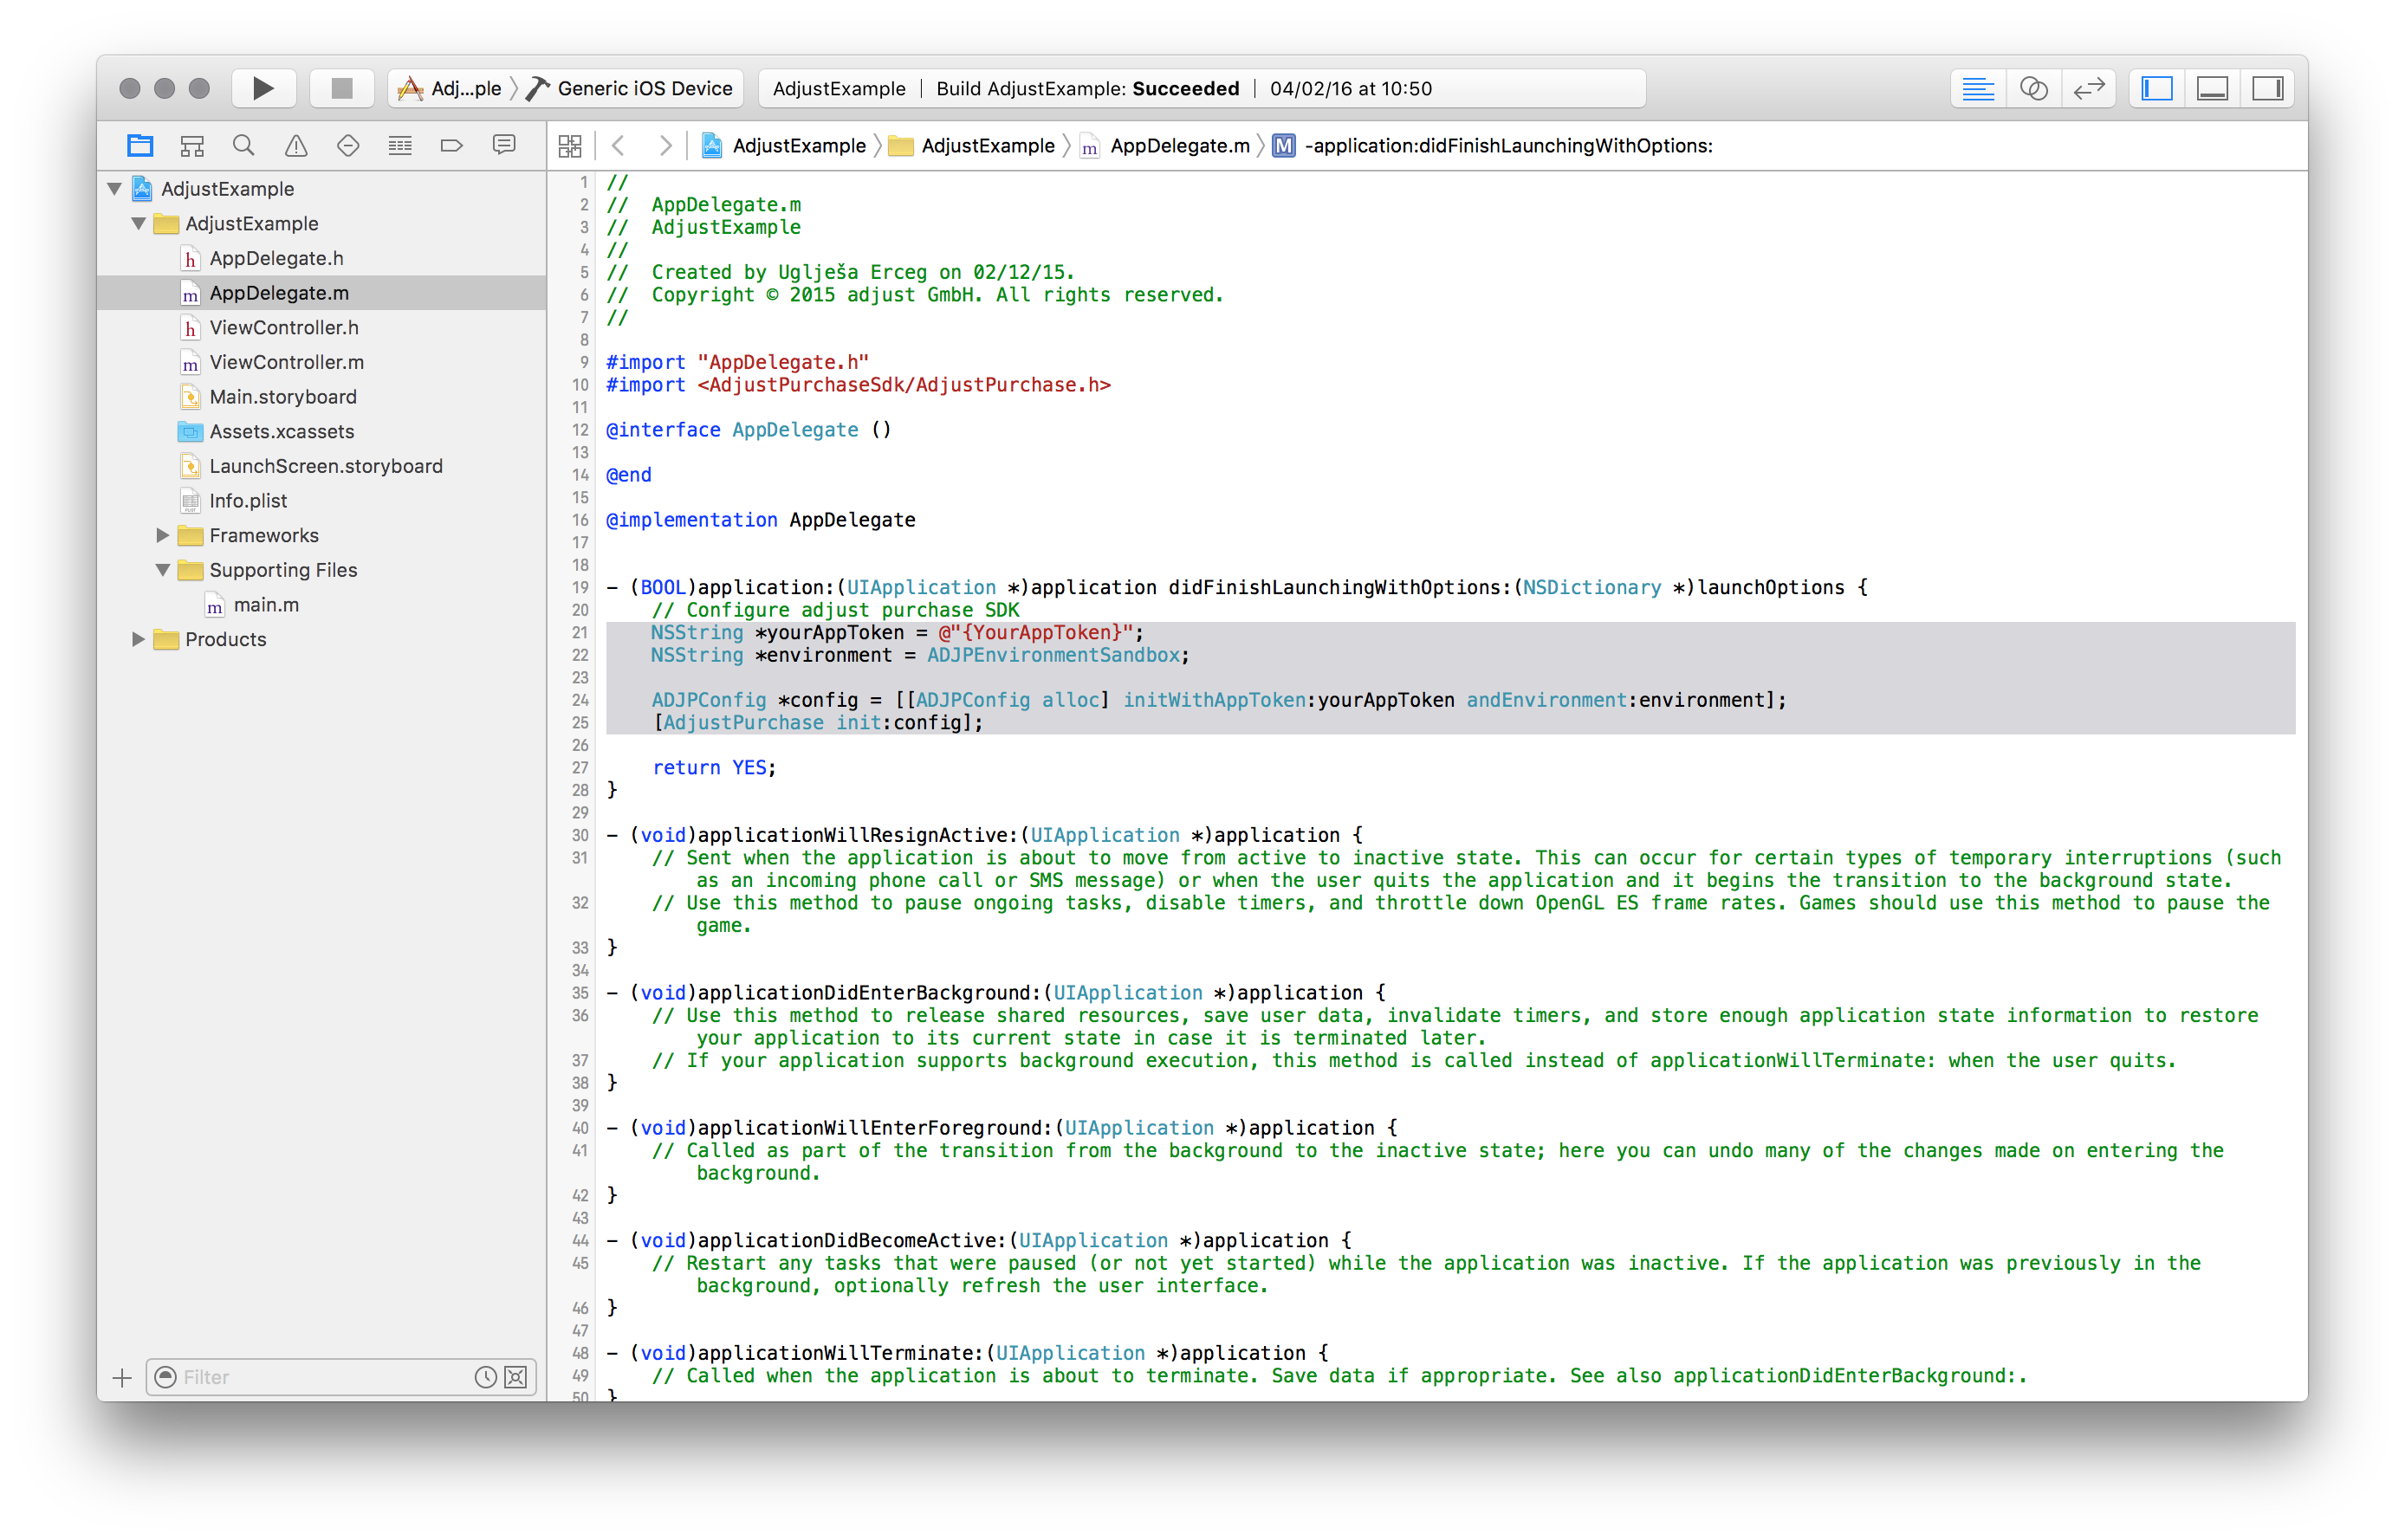 Adj...ple 〉 Generic iOS Device
AdjustExample | Build AdjustExample: Succeeded | 04/02/16 at 10:50
AdjustExample 〉 AdjustExample 〉 m AppDelegate.m 〉 M -application:didFinishLaunchingWithOptions:
AdjustExample
AdjustExample
h AppDelegate.h
m AppDelegate.m
h ViewController.h
m ViewController.m
Main.storyboard
Assets.xcassets
LaunchScreen.storyboard
Info.plist
Frameworks
Supporting Files
m main.m
Products
Filter
1 //
2 //  AppDelegate.m
3 //  AdjustExample
4 //
5 //  Created by Uglješa Erceg on 02/12/15.
6 //  Copyright © 2015 adjust GmbH. All rights reserved.
7 //
8
9 #import "AppDelegate.h"
10 #import <AdjustPurchaseSdk/AdjustPurchase.h>
11
12 @interface AppDelegate ()
13
14 @end
15
16 @implementation AppDelegate
17
18
19 - (BOOL)application:(UIApplication *)application didFinishLaunchingWithOptions:(NSDictionary *)launchOptions {
20     // Configure adjust purchase SDK
21     NSString *yourAppToken = @"{YourAppToken}";
22     NSString *environment = ADJPEnvironmentSandbox;
23
24     ADJPConfig *config = [[ADJPConfig alloc] initWithAppToken:yourAppToken andEnvironment:environment];
25     [AdjustPurchase init:config];
26
27     return YES;
28 }
29
30 - (void)applicationWillResignActive:(UIApplication *)application {
31     // Sent when the application is about to move from active to inactive state. This can occur for certain types of temporary interruptions (such
as an incoming phone call or SMS message) or when the user quits the application and it begins the transition to the background state.
32     // Use this method to pause ongoing tasks, disable timers, and throttle down OpenGL ES frame rates. Games should use this method to pause the
game.
33 }
34
35 - (void)applicationDidEnterBackground:(UIApplication *)application {
36     // Use this method to release shared resources, save user data, invalidate timers, and store enough application state information to restore
your application to its current state in case it is terminated later.
37     // If your application supports background execution, this method is called instead of applicationWillTerminate: when the user quits.
38 }
39
40 - (void)applicationWillEnterForeground:(UIApplication *)application {
41     // Called as part of the transition from the background to the inactive state; here you can undo many of the changes made on entering the
background.
42 }
43
44 - (void)applicationDidBecomeActive:(UIApplication *)application {
45     // Restart any tasks that were paused (or not yet started) while the application was inactive. If the application was previously in the
background, optionally refresh the user interface.
46 }
47
48 - (void)applicationWillTerminate:(UIApplication *)application {
49     // Called when the application is about to terminate. Save data if appropriate. See also applicationDidEnterBackground:.
50 }